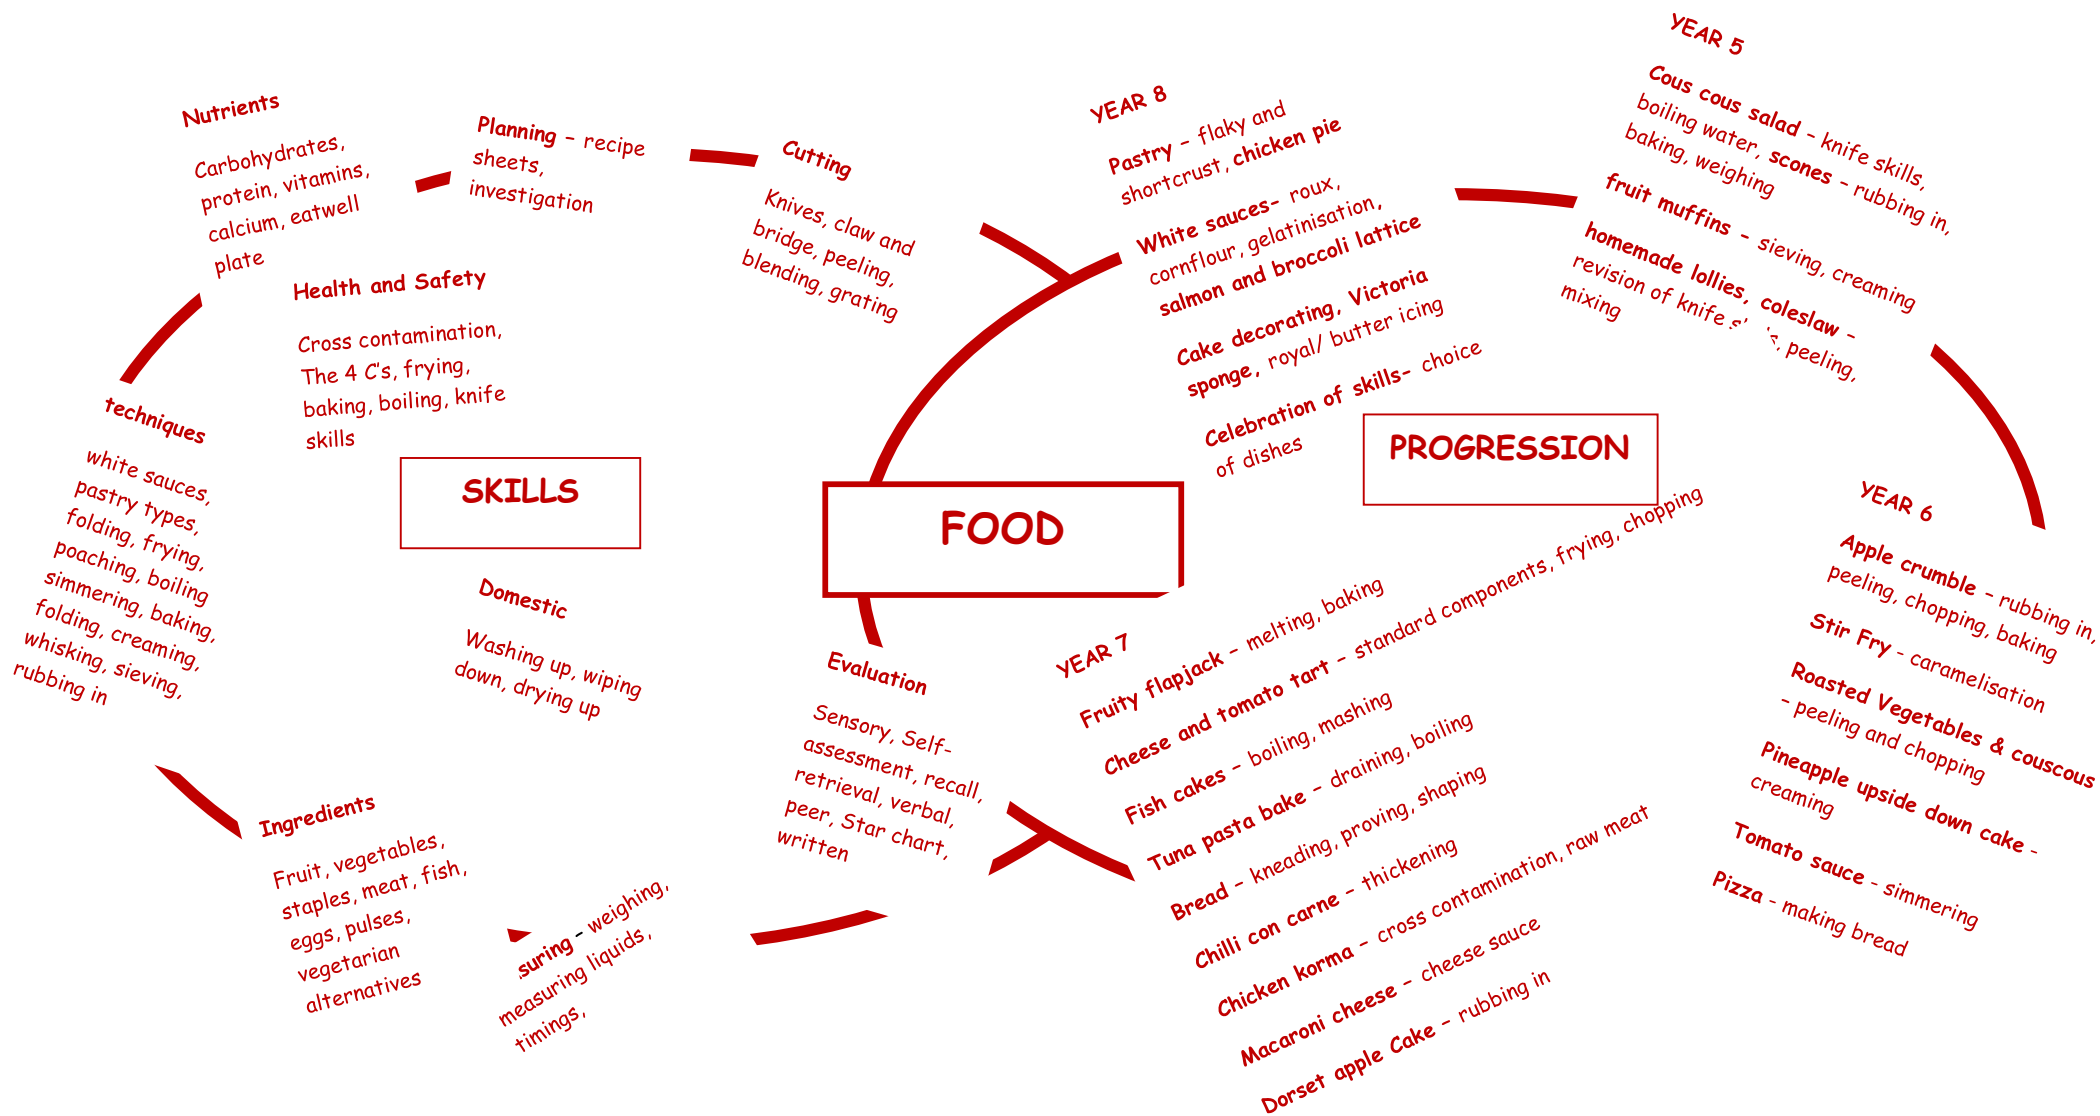 Nutrients
Carbohydrates,
protein, vitamins,
calcium, eatwell
plate
Planning – recipe
sheets,
investigation
Cutting
Knives, claw and
bridge, peeling,
blending, grating
Health and Safety
Cross contamination,
The 4 C's, frying,
baking, boiling, knife
skills
techniques
white sauces,
pastry types,
folding, frying,
poaching, boiling
simmering, baking,
folding, creaming,
whisking, sieving,
rubbing in
SKILLS
Domestic
Washing up, wiping
down, drying up
Ingredients
Fruit, vegetables,
staples, meat, fish,
eggs, pulses,
vegetarian
alternatives
suring – weighing,
measuring liquids,
timings,
Evaluation
Sensory, Self-
assessment, recall,
retrieval, verbal,
peer, Star chart,
written
FOOD
PROGRESSION
YEAR 5
Cous cous salad – knife skills,
boiling water, scones – rubbing in,
baking, weighing
fruit muffins – sieving, creaming
homemade lollies, coleslaw –
revision of knife peeling,
mixing
YEAR 6
Apple crumble – rubbing in,
peeling, chopping, baking
Stir Fry – caramelisation
Roasted Vegetables & couscous
– peeling and chopping
Pineapple upside down cake –
creaming
Tomato sauce – simmering
Pizza – making bread
YEAR 7
Fruity flapjack – melting, baking
Cheese and tomato tart – standard components, frying, chopping
Fish cakes – boiling, mashing
Tuna pasta bake – draining, boiling
Bread – kneading, proving, shaping
Chilli con carne – thickening
Chicken korma – cross contamination, raw meat
Macaroni cheese – cheese sauce
Dorset apple Cake – rubbing in
YEAR 8
Pastry – flaky and
shortcrust, chicken pie
White sauces– roux,
cornflour, gelatinisation,
salmon and broccoli lattice
Cake decorating, Victoria
sponge, royal/ butter icing
Celebration of skills– choice
of dishes